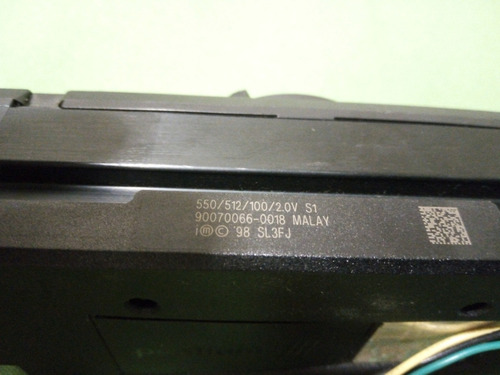 550/512/100/2.0V S1
90070066-0018 MALAY
i ⓜ © '98 SL3FJ